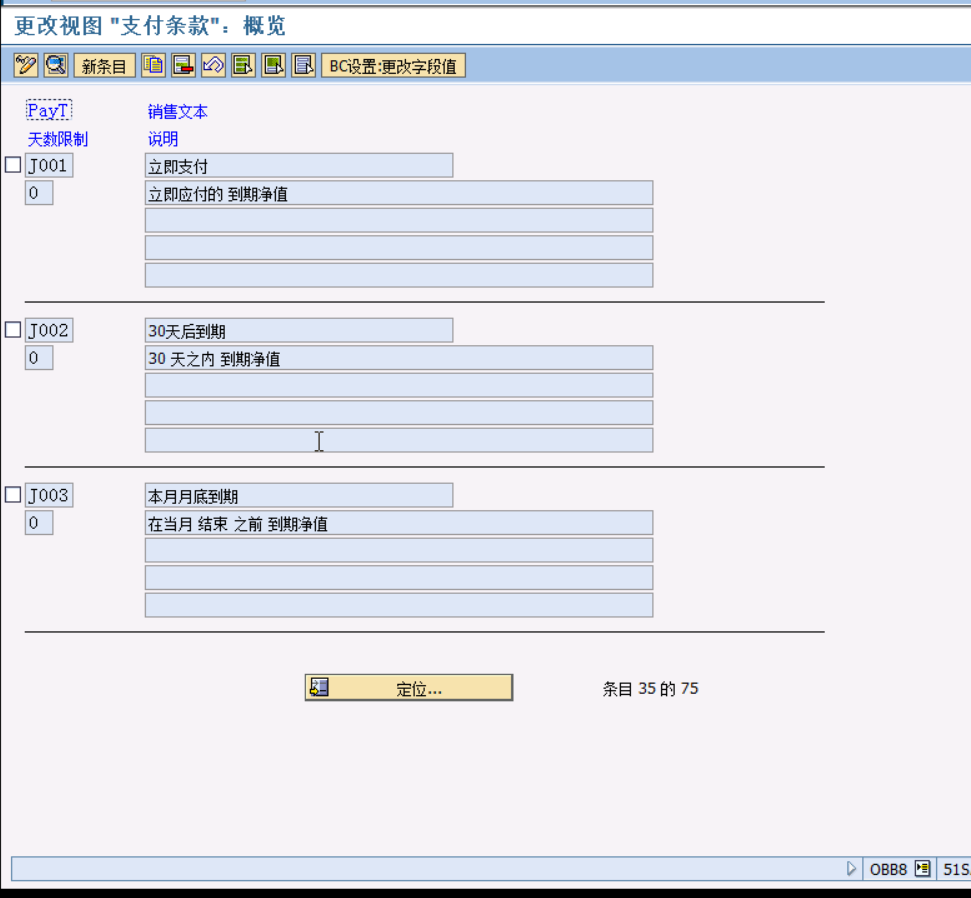 更改视图 "支付条款"： 概览
新条目 BC设置:更改字段值
PayT 销售文本
天数限制 说明
J001 立即支付
0 立即应付的 到期净值
J002 30天后到期
0 30 天之内 到期净值
J003 本月月底到期
0 在当月 结束 之前 到期净值
定位... 条目 35 的 75
OBB8 51S